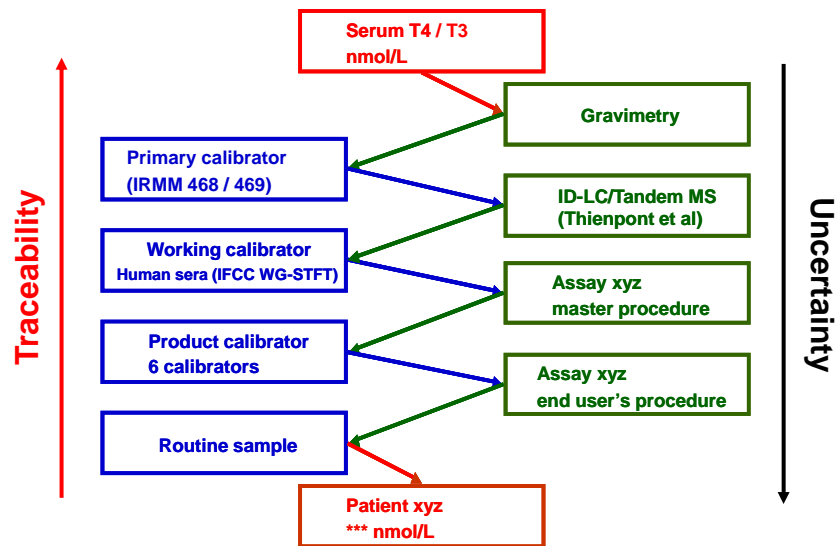 Serum T4 / T3
nmol/L
Gravimetry
Primary calibrator
(IRMM 468 / 469)
ID-LC/Tandem MS
(Thienpont et al)
Working calibrator
Human sera (IFCC WG-STFT)
Assay xyz
master procedure
Product calibrator
6 calibrators
Assay xyz
end user's procedure
Routine sample
Patient xyz
*** nmol/L
Traceability
Uncertainty